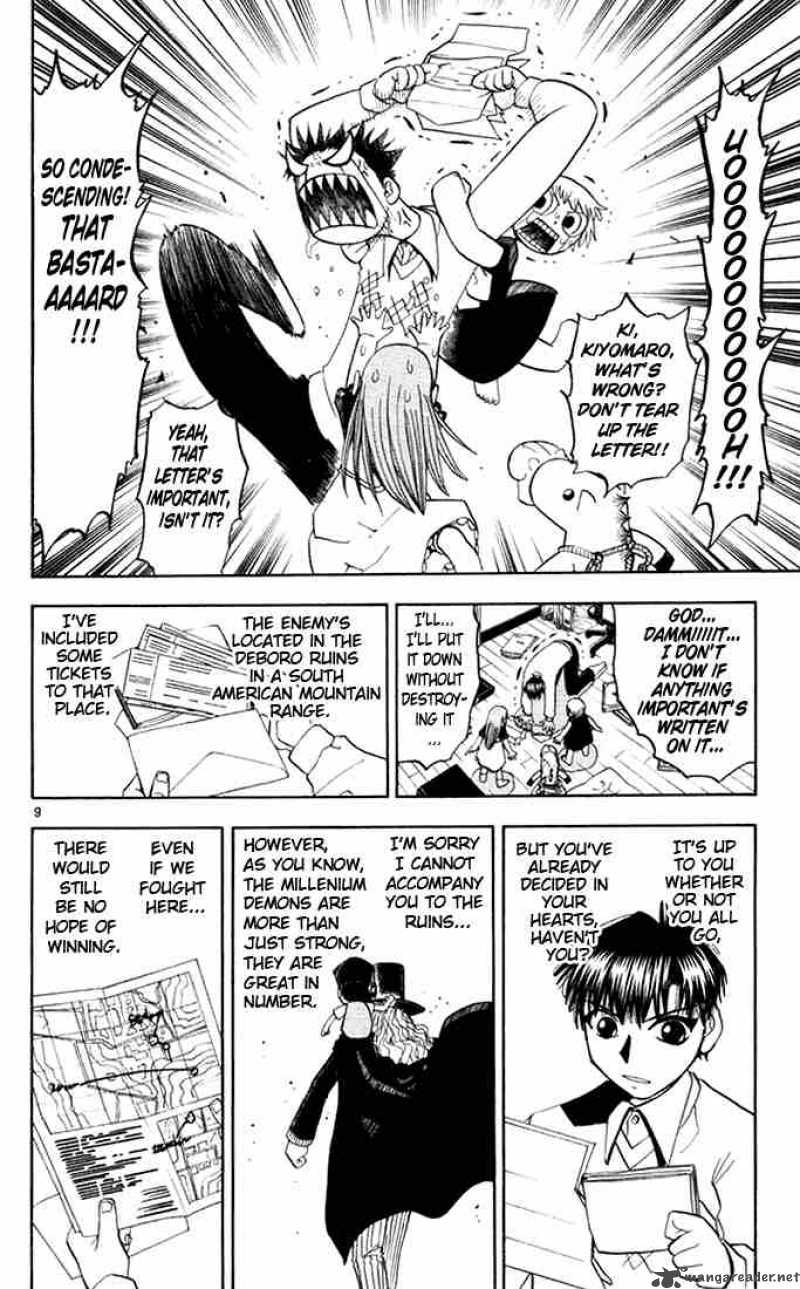 UOOOOOOOOOOH!!!
KI,
KIYOMARO,
WHAT'S
WRONG?
DON'T TEAR
UP THE
LETTER!!
SO CONDE-
SCENDING!
THAT
BASTA-
AAAARD
!!!
YEAH,
THAT
LETTER'S
IMPORTANT,
ISN'T IT?
GOD...
DAMMIIIIIT...
I DON'T
KNOW IF
ANYTHING
IMPORTANT'S
WRITTEN
ON IT...
I'LL...
I'LL PUT
IT DOWN
WITHOUT
DESTROY-
ING IT
...
THE ENEMY'S
LOCATED IN THE
DEBORO RUINS
IN A SOUTH
AMERICAN MOUNTAIN
RANGE.
I'VE
INCLUDED
SOME
TICKETS
TO THAT
PLACE.
9
IT'S UP
TO YOU
WHETHER
OR NOT
YOU ALL
GO,
BUT YOU'VE
ALREADY
DECIDED IN
YOUR
HEARTS,
HAVEN'T
YOU?
I'M SORRY
I CANNOT
ACCOMPANY
YOU TO THE
RUINS...
HOWEVER,
AS YOU KNOW,
THE MILLENIUM
DEMONS ARE
MORE THAN
JUST STRONG,
THEY ARE
GREAT IN
NUMBER.
EVEN
IF WE
FOUGHT
HERE...
THERE
WOULD
STILL
BE NO
HOPE OF
WINNING.
mangareader.net